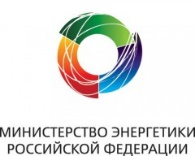 МИНИСТЕРСТВО ЭНЕРГЕТИКИ
РОССИЙСКОЙ ФЕДЕРАЦИИ